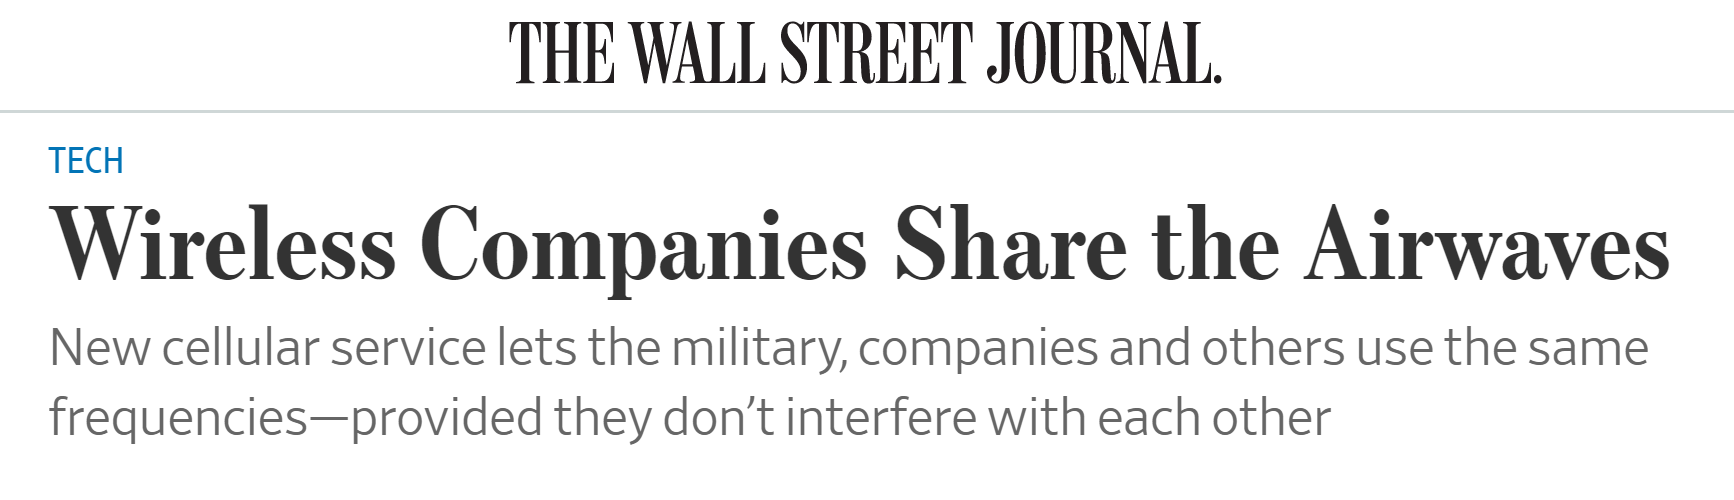 THE WALL STREET JOURNAL.
TECH
Wireless Companies Share the Airwaves
New cellular service lets the military, companies and others use the same
frequencies—provided they don’t interfere with each other